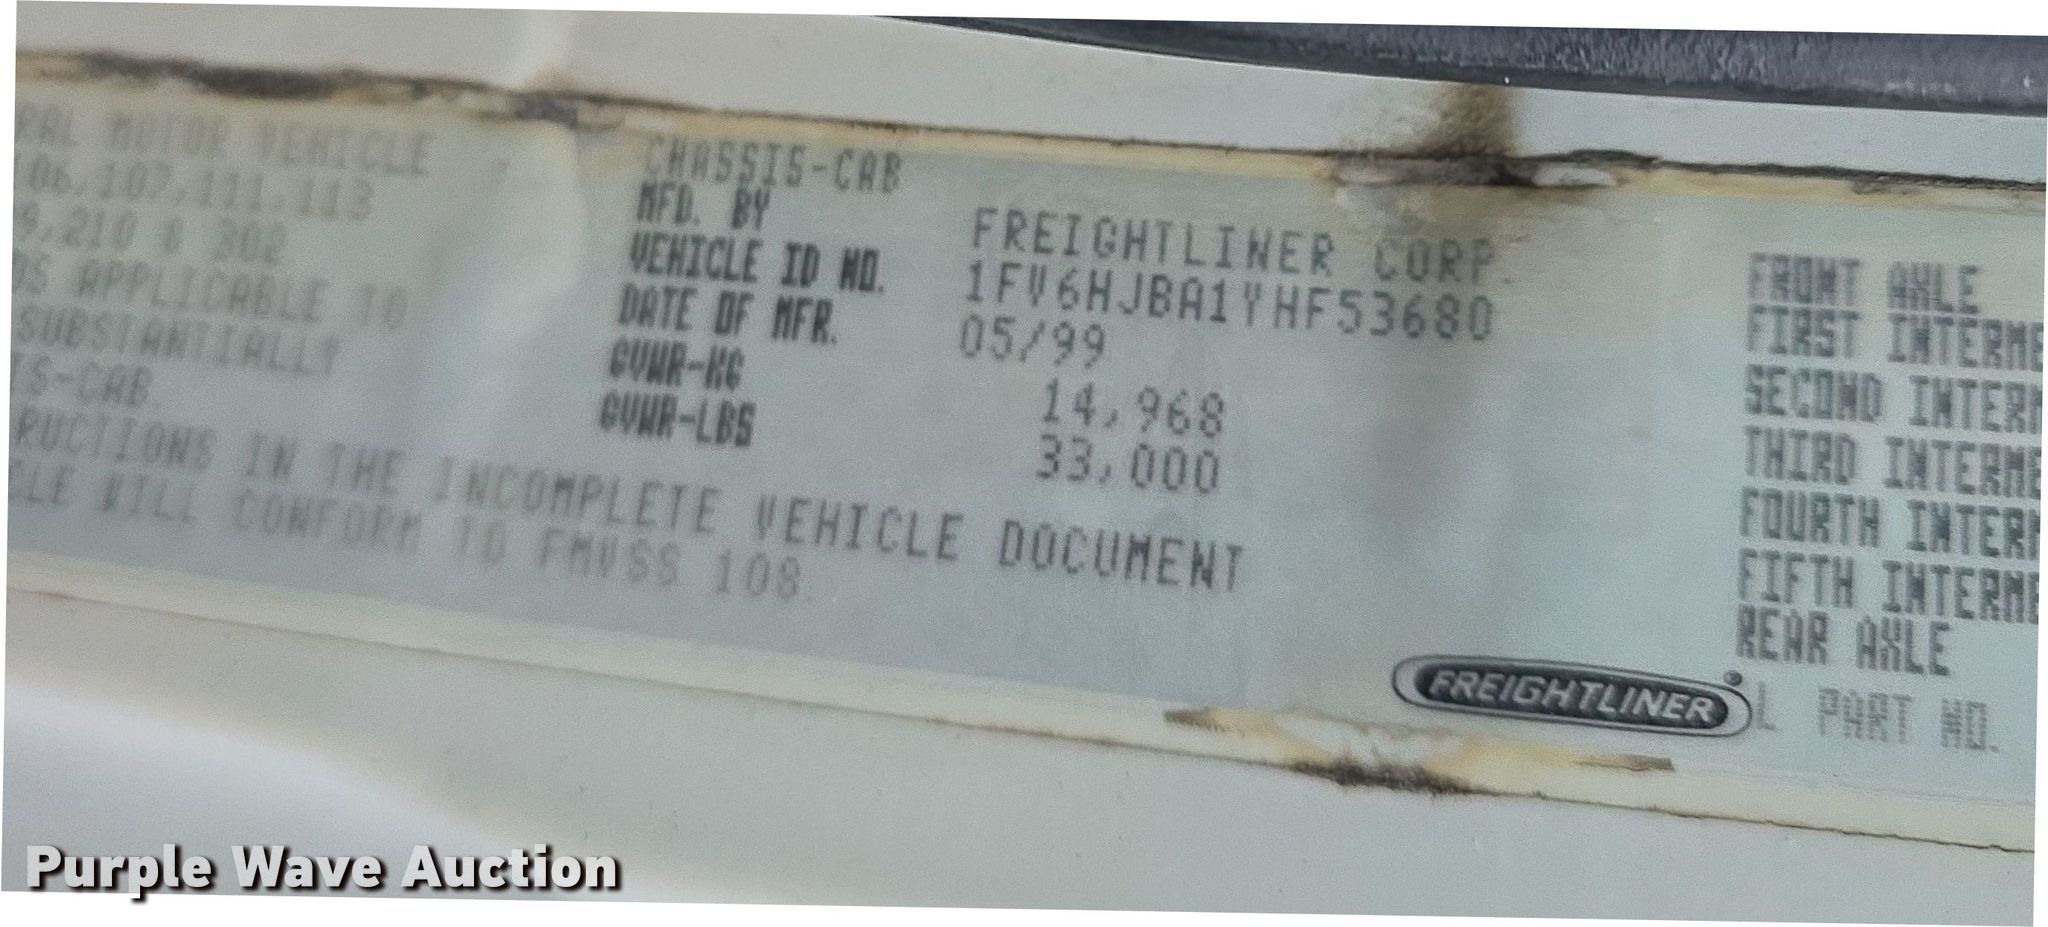 RAL MOTOR VEHICLE
106,107,111,113
9,210 & 302
DS APPLICABLE TO
SUBSTANTIALLY
IS-CAB
RUCTIONS IN THE INCOMPLETE VEHICLE DOCUMENT
CLE WILL CONFORM TO FMVSS 108
CHASSIS-CAB
MFD. BY FREIGHTLINER CORP.
VEHICLE ID NO. 1FV6HJBA1YHF53680
DATE OF MFR. 05/99
GVWR-KG 14,968
GVWR-LBS 33,000
FRONT AXLE
FIRST INTERME
SECOND INTERM
THIRD INTERME
FOURTH INTERM
FIFTH INTERME
REAR AXLE
FREIGHTLINER
L PART NO.
Purple Wave Auction